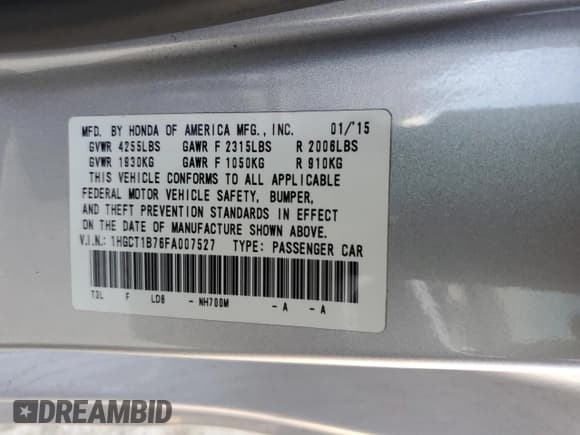 MFD. BY HONDA OF AMERICA MFG., INC. 01/'15
GVWR 4255LBS GAWR F 2315LBS R 2006LBS
GVWR 1930KG GAWR F 1050KG R 910KG
THIS VEHICLE CONFORMS TO ALL APPLICABLE
FEDERAL MOTOR VEHICLE SAFETY, BUMPER,
AND THEFT PREVENTION STANDARDS IN EFFECT
ON THE DATE OF MANUFACTURE SHOWN ABOVE.
V.I.N.: 1HGCT1B76FA007527 TYPE: PASSENGER CAR
T3L F LDB - NH700M - A - A
DREAMBID